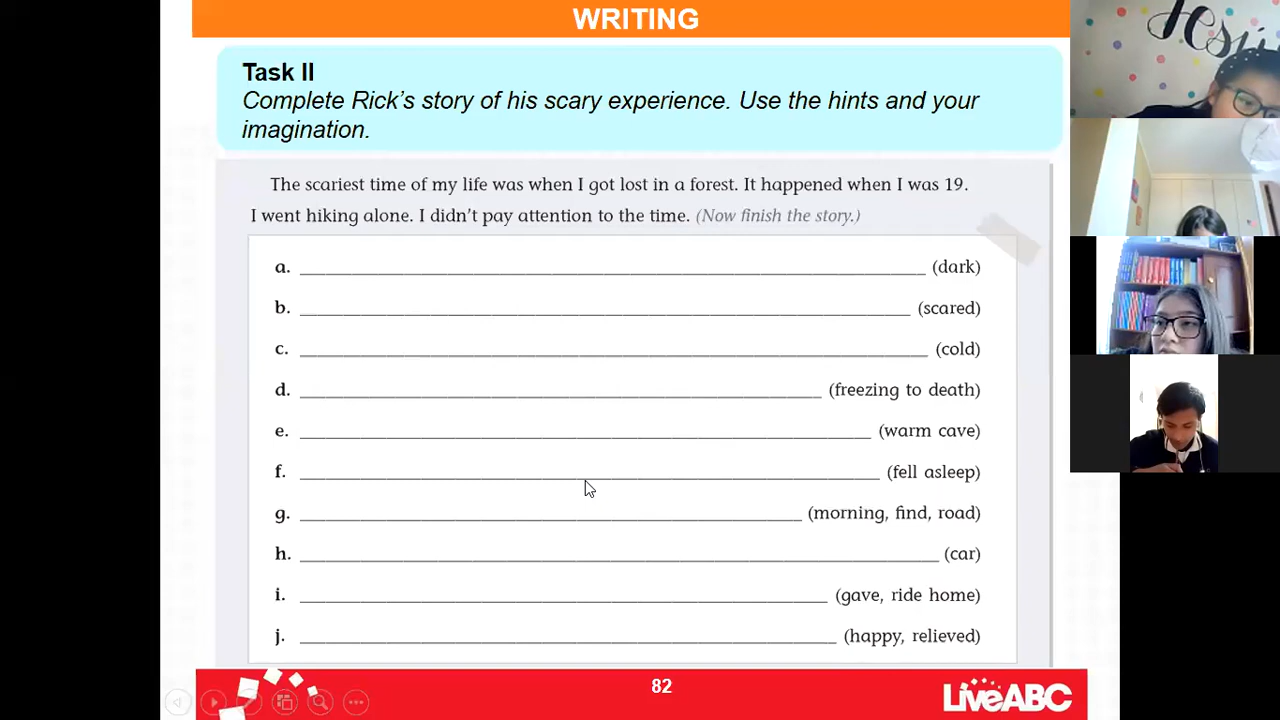 WRITING
Task II
Complete Rick's story of his scary experience. Use the hints and your
imagination.
The scariest time of my life was when I got lost in a forest. It happened when I was 19.
I went hiking alone. I didn't pay attention to the time. (Now finish the story.)
a. (dark)
b. (scared)
c. (cold)
d. (freezing to death)
e. (warm cave)
f. (fell asleep)
g. (morning, find, road)
h. (car)
i. (gave, ride home)
j. (happy, relieved)
82
LiveABC
Jesus